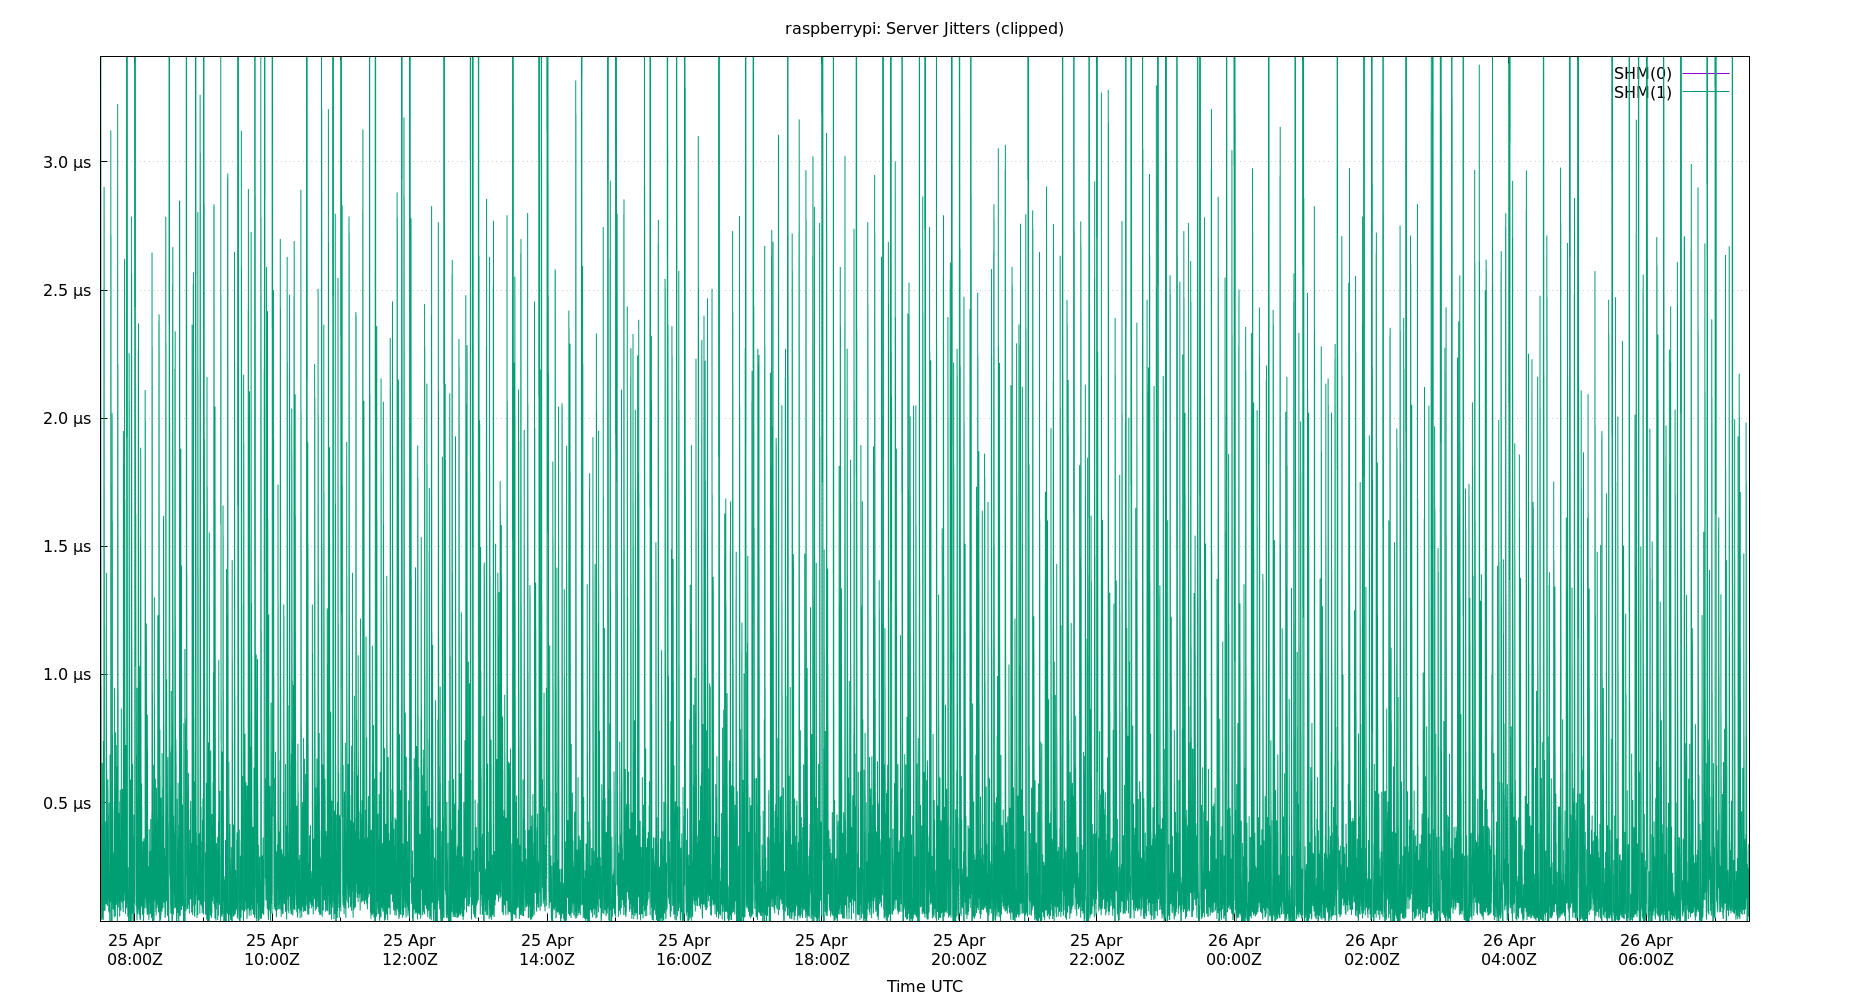 raspberrypi: Server Jitters (clipped)
SHM(0)
SHM(1)
3.0 µs
2.5 µs
2.0 µs
1.5 µs
1.0 µs
0.5 µs
25 Apr 25 Apr 25 Apr 25 Apr 25 Apr 25 Apr 25 Apr 25 Apr 26 Apr 26 Apr 26 Apr 26 Apr
08:00Z 10:00Z 12:00Z 14:00Z 16:00Z 18:00Z 20:00Z 22:00Z 00:00Z 02:00Z 04:00Z 06:00Z
Time UTC